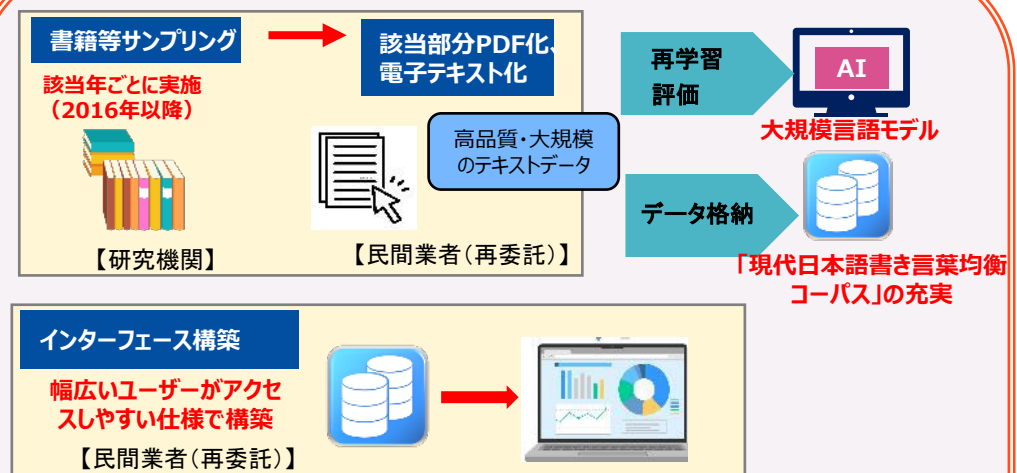 書籍等サンプリング
該当年ごとに実施
（2016年以降）
【研究機関】
該当部分PDF化、
電子テキスト化
高品質・大規模
のテキストデータ
【民間業者（再委託）】
再学習
評価
AI
大規模言語モデル
データ格納
「現代日本語書き言葉均衡
コーパス」の充実
インターフェース構築
幅広いユーザーがアクセ
スしやすい仕様で構築
【民間業者（再委託）】